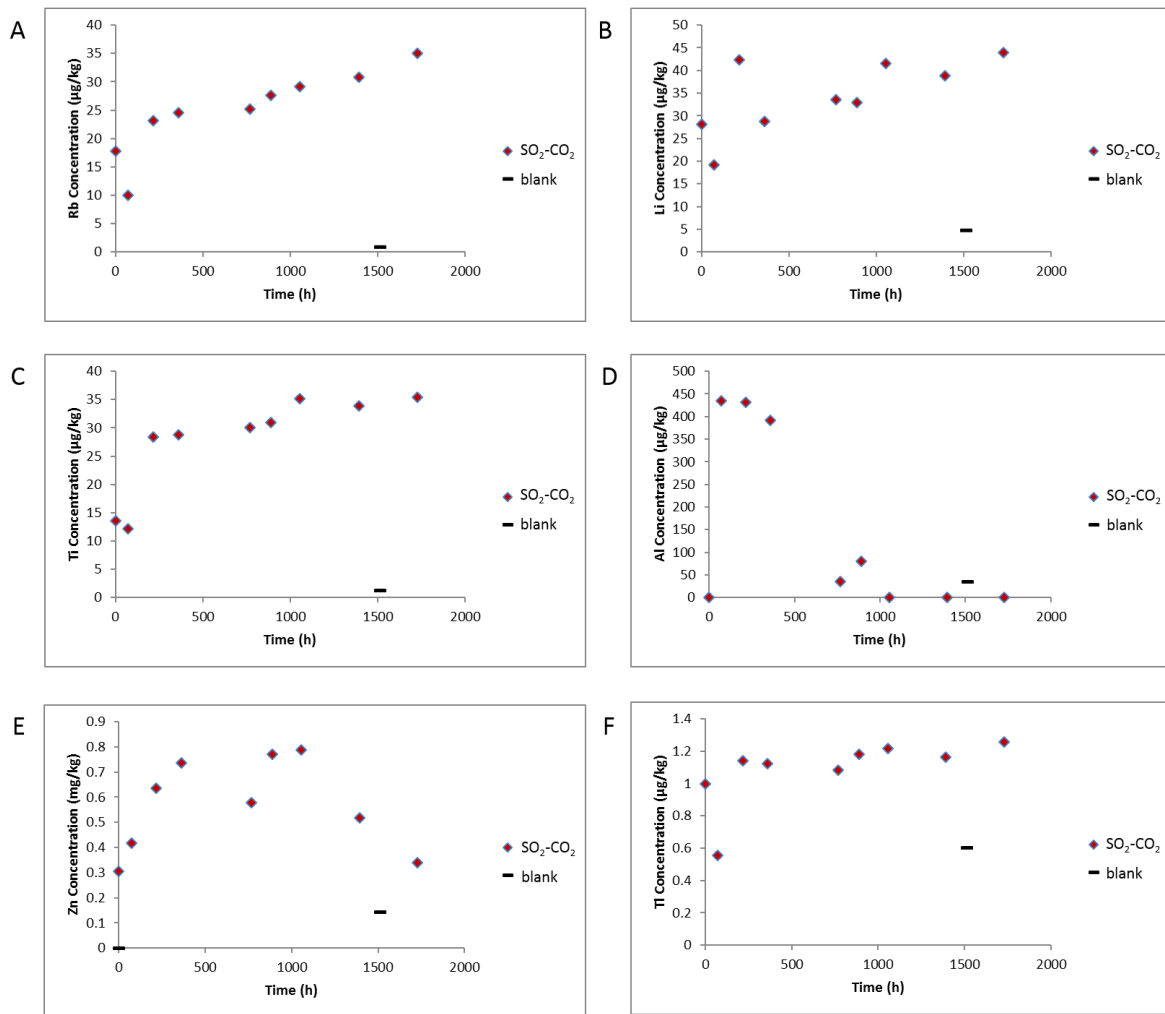 A
Rb Concentration (µg/kg)
40
35
30
25
20
15
10
5
0
0 500 1000 1500 2000
Time (h)
SO₂-CO₂
blank
B
Li Concentration (µg/kg)
50
45
40
35
30
25
20
15
10
5
0
0 500 1000 1500 2000
Time (h)
SO₂-CO₂
blank
C
Ti Concentration (µg/kg)
40
35
30
25
20
15
10
5
0
0 500 1000 1500 2000
Time (h)
SO₂-CO₂
blank
D
Al Concentration (µg/kg)
500
450
400
350
300
250
200
150
100
50
0
0 500 1000 1500 2000
Time (h)
SO₂-CO₂
blank
E
Zn Concentration (mg/kg)
0.9
0.8
0.7
0.6
0.5
0.4
0.3
0.2
0.1
0
0 500 1000 1500 2000
Time (h)
SO₂-CO₂
blank
F
Tl Concentration (µg/kg)
1.4
1.2
1
0.8
0.6
0.4
0.2
0
0 500 1000 1500 2000
Time (h)
SO₂-CO₂
blank